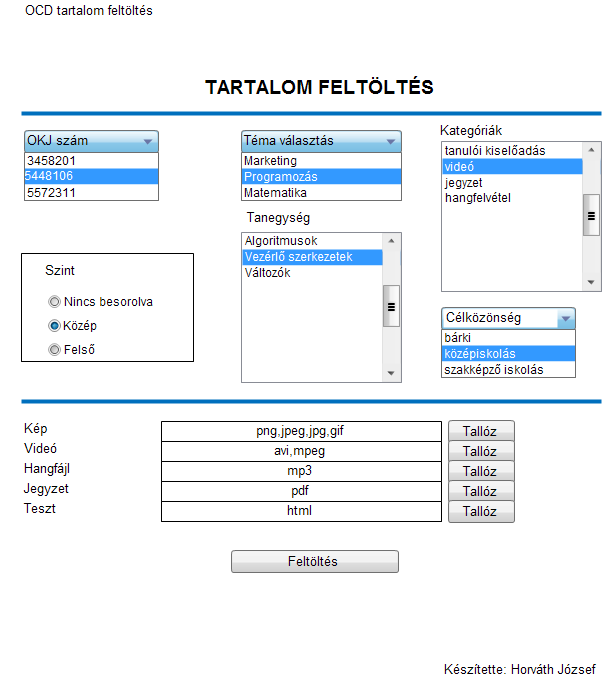 OCD tartalom feltöltés
TARTALOM FELTÖLTÉS
OKJ szám
3458201
5448106
5572311
Téma választás
Marketing
Programozás
Matematika
Kategóriák
tanulói kiselőadás
videó
jegyzet
hangfelvétel
Tanegység
Algoritmusok
Vezérlő szerkezetek
Változók
Szint
Nincs besorolva
Közép
Felső
Célközönség
bárki
középiskolás
szakképző iskolás
Kép png,jpeg,jpg,gif Tallóz
Videó avi,mpeg Tallóz
Hangfájl mp3 Tallóz
Jegyzet pdf Tallóz
Teszt html Tallóz
Feltöltés
Készítette: Horváth József